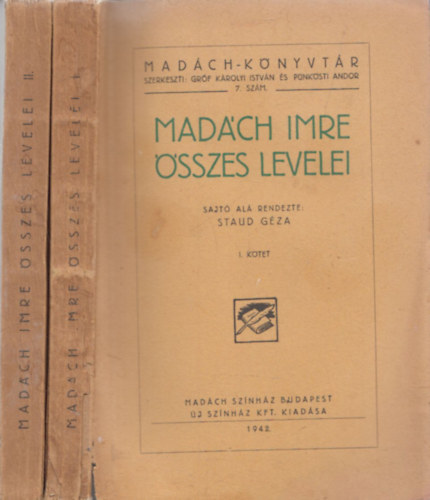 MADÁCH IMRE ÖSSZES LEVELEI II.
MADÁCH IMRE ÖSSZES LEVELEI I.
MADÁCH-KÖNYVTÁR
SZERKESZTI: GRÓF KÁROLYI ISTVÁN ÉS PÜNKÖSTI ANDOR
7. SZÁM.
MADÁCH IMRE
ÖSSZES LEVELEI
SAJTÓ ALÁ RENDEZTE:
STAUD GÉZA
I. KÖTET
MADÁCH SZÍNHÁZ BUDAPEST
ÚJ SZÍNHÁZ KFT. KIADÁSA
1942.